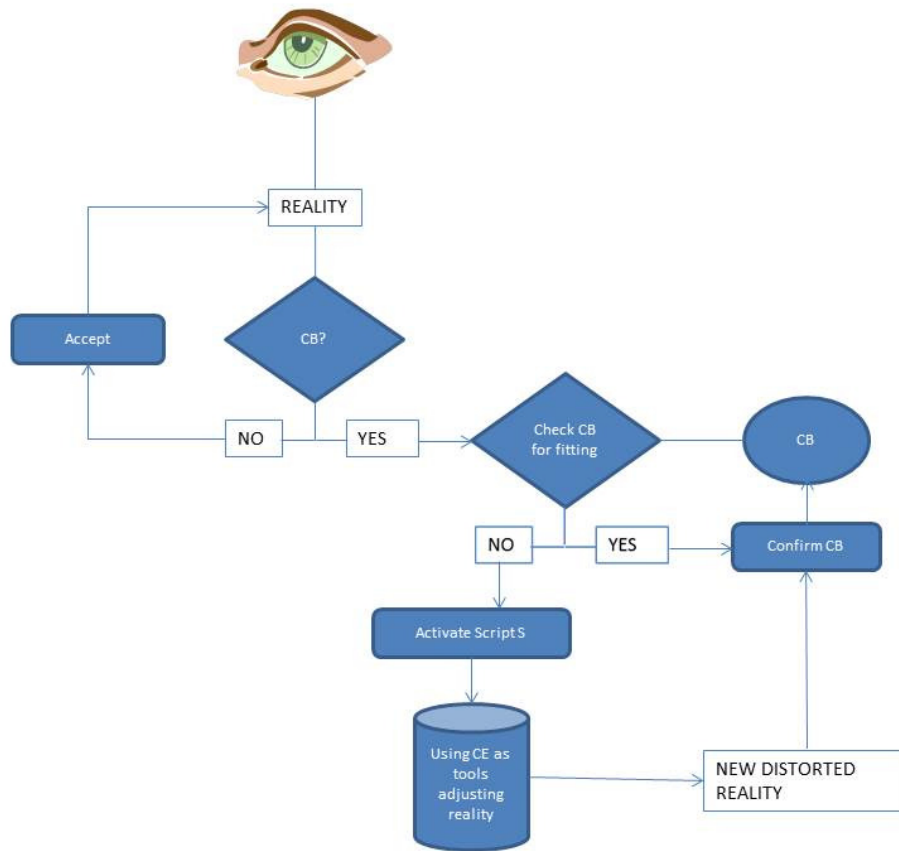 REALITY
Accept
CB?
NO
YES
Check CB
for fitting
CB
NO
YES
Confirm CB
Activate Script S
Using CE as
tools
adjusting
reality
NEW DISTORTED
REALITY